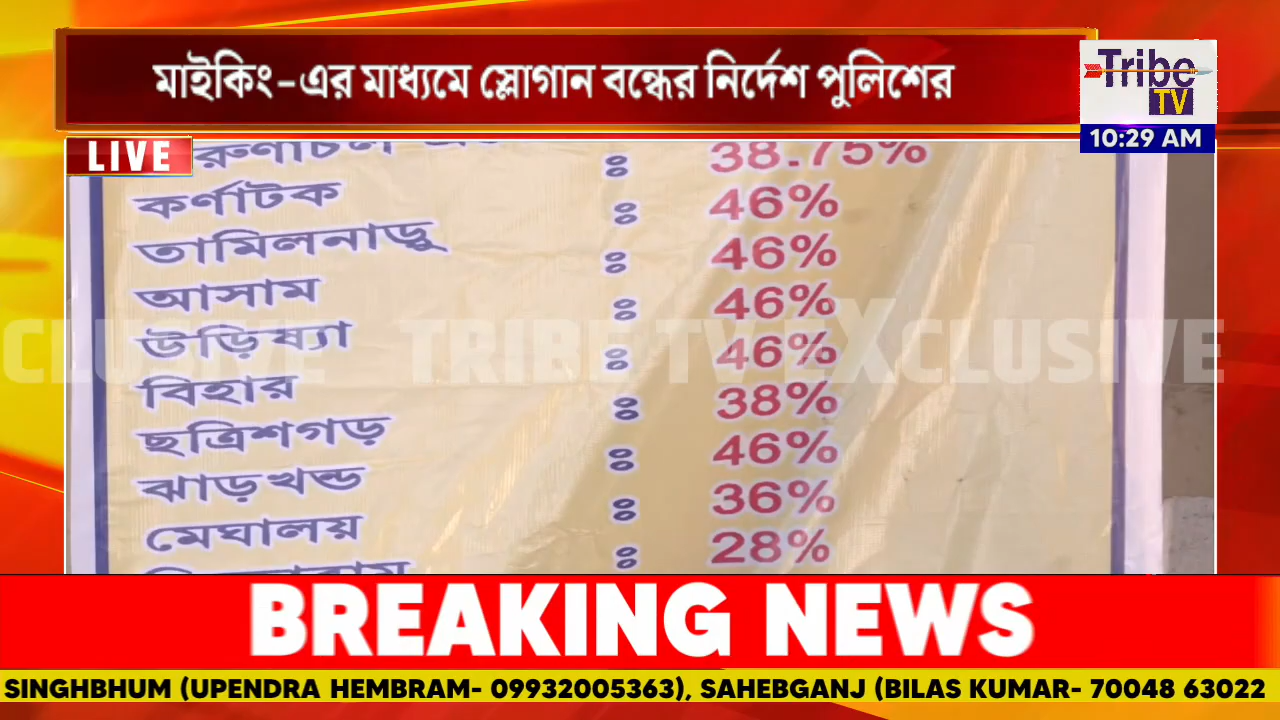 মাইকিং-এর মাধ্যমে স্লোগান বন্ধের নির্দেশ পুলিশের
Tribe
TV
10:29 AM
LIVE
38.75%
কর্ণাটক : 46%
তামিলনাড়ু : 46%
আসাম : 46%
উড়িষ্যা : 46%
বিহার : 38%
ছত্রিশগড় : 46%
ঝাড়খন্ড : 36%
মেঘালয় : 28%
CLUSIVE TRIBE TV EXCLUSIVE
BREAKING NEWS
SINGHBHUM (UPENDRA HEMBRAM- 09932005363), SAHEBGANJ (BILAS KUMAR- 70048 63022